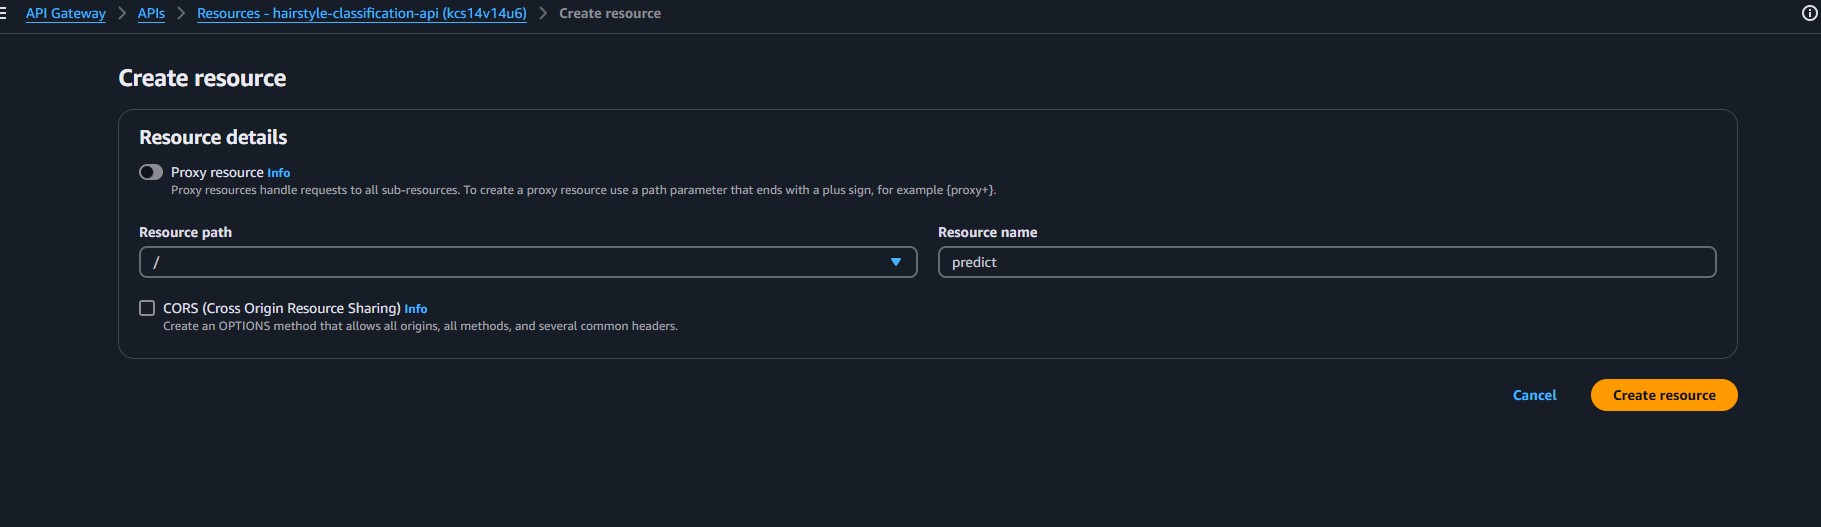 API Gateway > APIs > Resources - hairstyle-classification-api (kcs14v14u6) > Create resource
Create resource
Resource details
Proxy resource Info
Proxy resources handle requests to all sub-resources. To create a proxy resource use a path parameter that ends with a plus sign, for example {proxy+}.
Resource path
/
Resource name
predict
CORS (Cross Origin Resource Sharing) Info
Create an OPTIONS method that allows all origins, all methods, and several common headers.
Cancel
Create resource